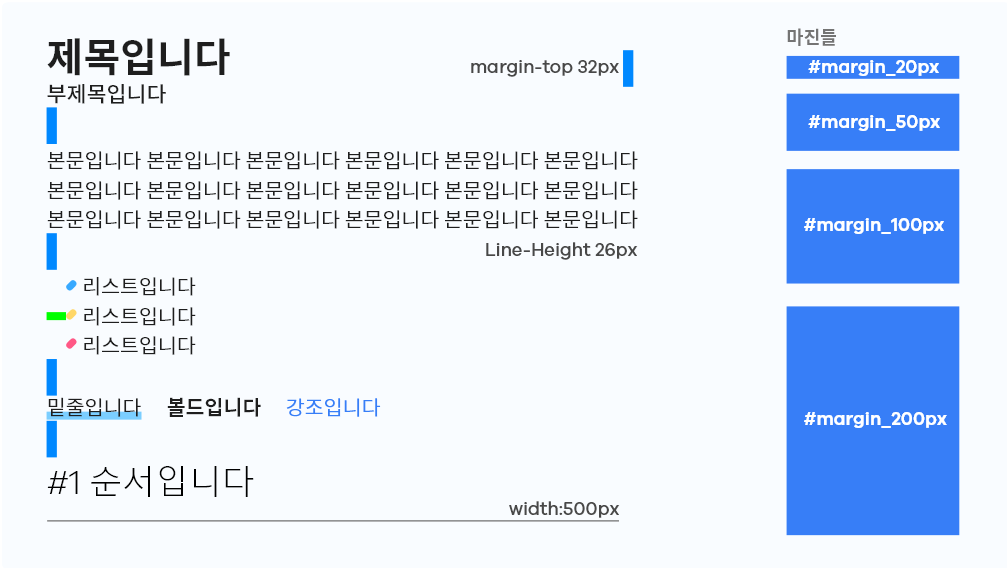 제목입니다
부제목입니다
margin-top 32px
본문입니다 본문입니다 본문입니다 본문입니다 본문입니다 본문입니다
본문입니다 본문입니다 본문입니다 본문입니다 본문입니다 본문입니다
본문입니다 본문입니다 본문입니다 본문입니다 본문입니다 본문입니다
Line-Height 26px
리스트입니다
리스트입니다
리스트입니다
밑줄입니다 볼드입니다 강조입니다
#1 순서입니다
width:500px
마진들
#margin_20px
#margin_50px
#margin_100px
#margin_200px